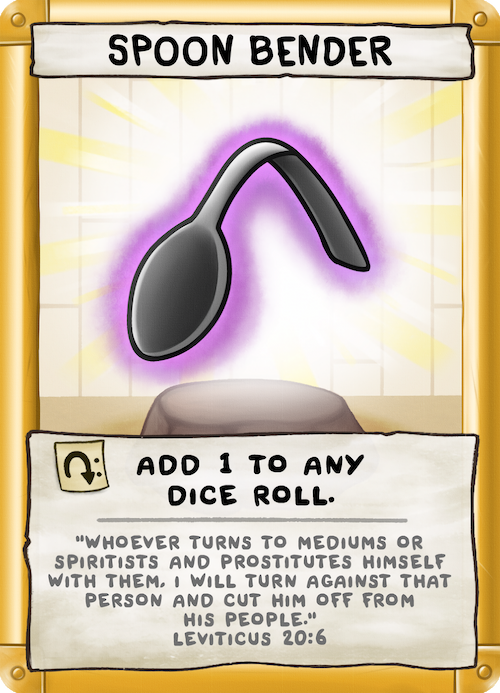 SPOON BENDER
ADD 1 TO ANY
DICE ROLL.
"WHOEVER TURNS TO MEDIUMS OR
SPIRITISTS AND PROSTITUTES HIMSELF
WITH THEM, I WILL TURN AGAINST THAT
PERSON AND CUT HIM OFF FROM
HIS PEOPLE."
LEVITICUS 20:6